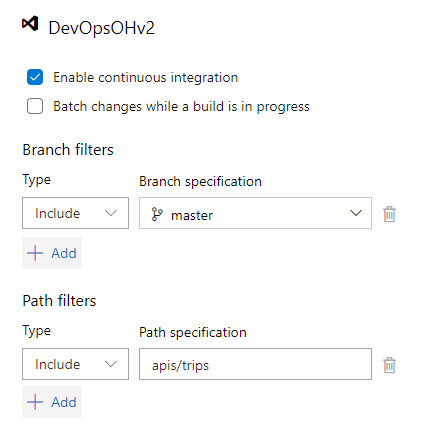 DevOpsOHv2
Enable continuous integration
Batch changes while a build is in progress
Branch filters
Type Branch specification
Include master
+ Add
Path filters
Type Path specification
Include apis/trips
+ Add